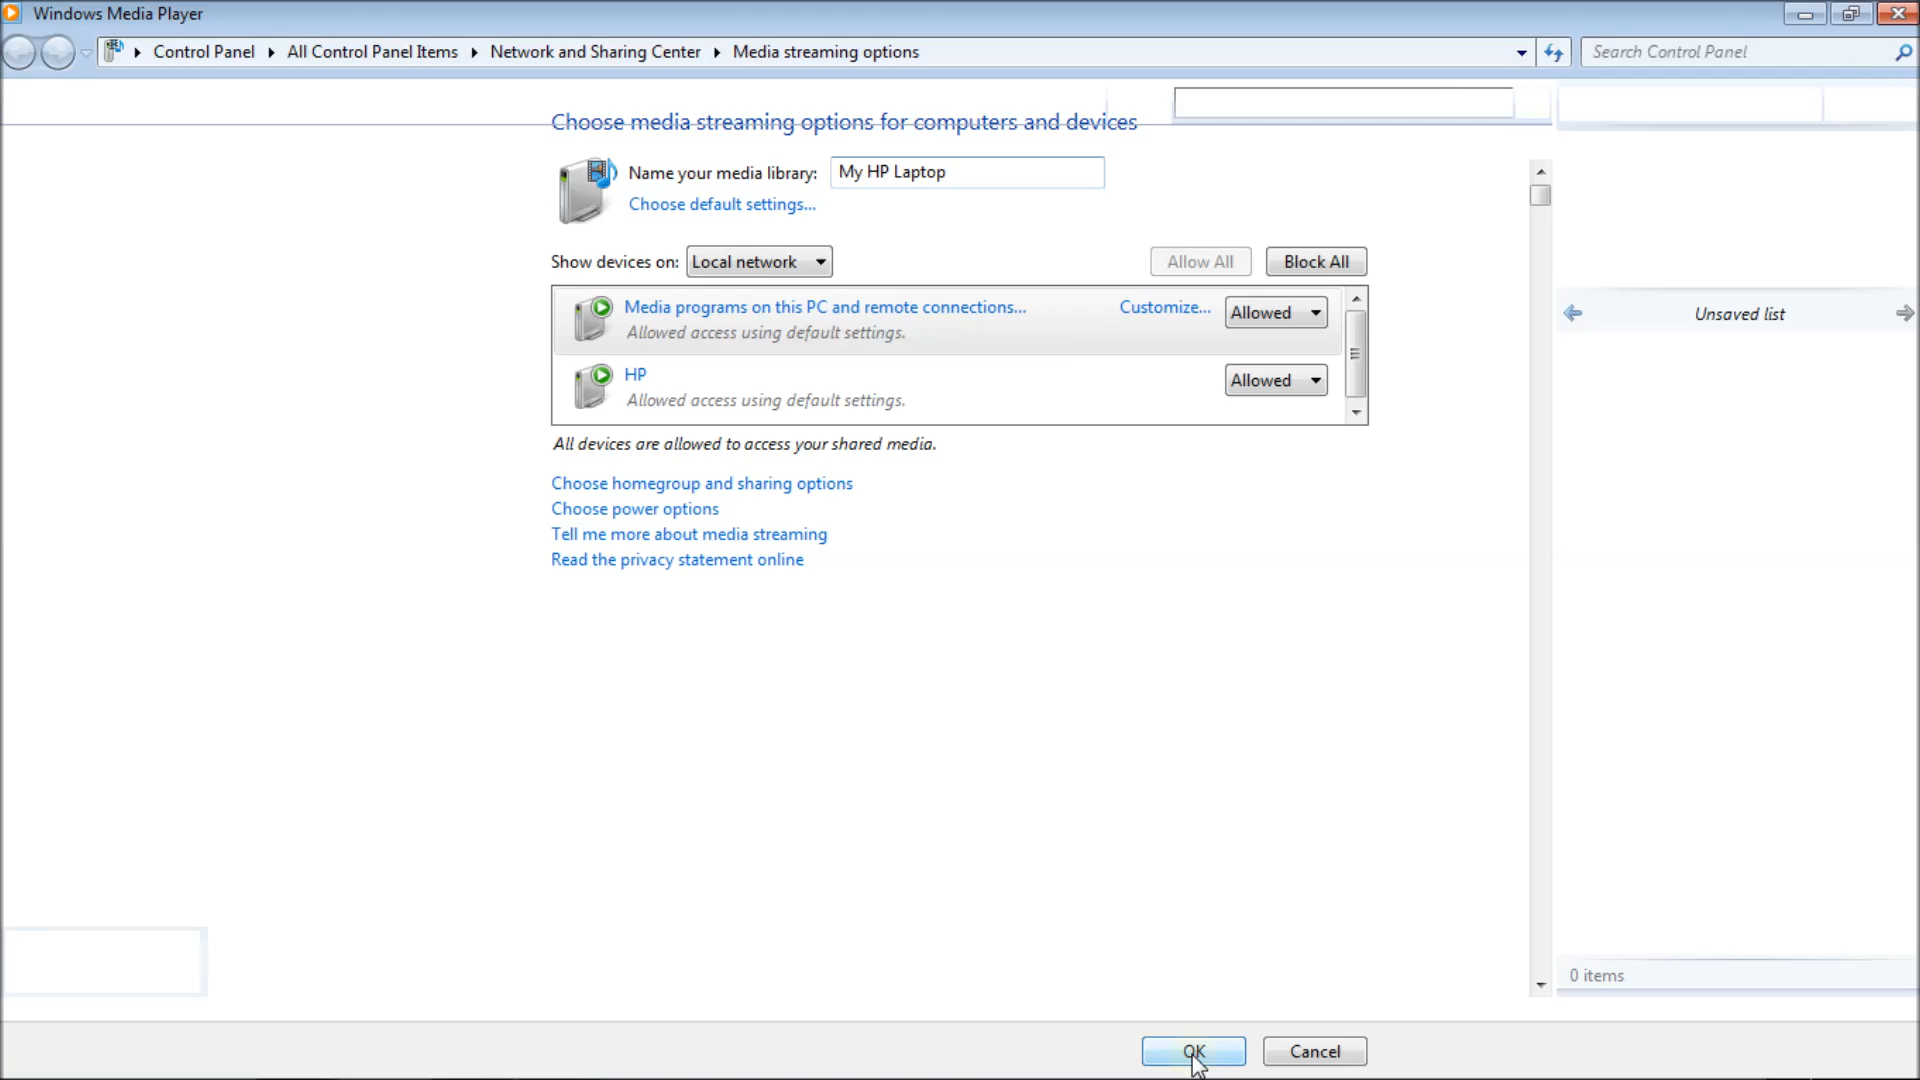 Windows Media Player
Control Panel All Control Panel Items Network and Sharing Center Media streaming options
Search Control Panel
Choose media streaming options for computers and devices
Name your media library: My HP Laptop
Choose default settings...
Show devices on: Local network Allow All Block All
Media programs on this PC and remote connections... Customize... Allowed
Allowed access using default settings.
Unsaved list
HP Allowed
Allowed access using default settings.
All devices are allowed to access your shared media.
Choose homegroup and sharing options
Choose power options
Tell me more about media streaming
Read the privacy statement online
0 items
OK Cancel